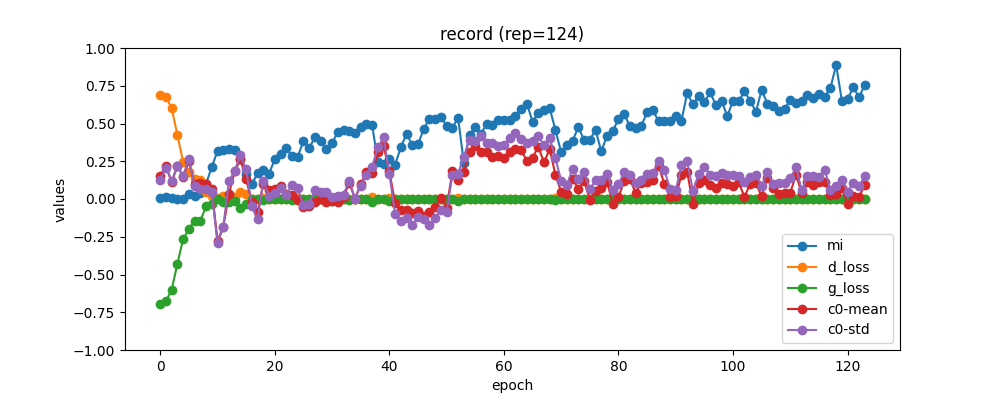 record (rep=124)
1.00
0.75
0.50
0.25
0.00
−0.25
−0.50
−0.75
−1.00
values
0 20 40 60 80 100 120
epoch
mi
d_loss
g_loss
c0-mean
c0-std